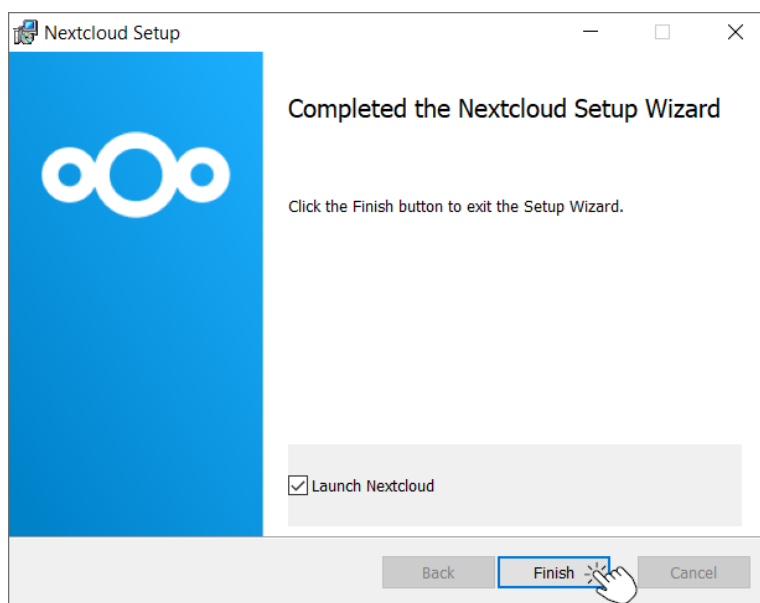 Nextcloud Setup
Completed the Nextcloud Setup Wizard
Click the Finish button to exit the Setup Wizard.
Launch Nextcloud
Back
Finish
Cancel